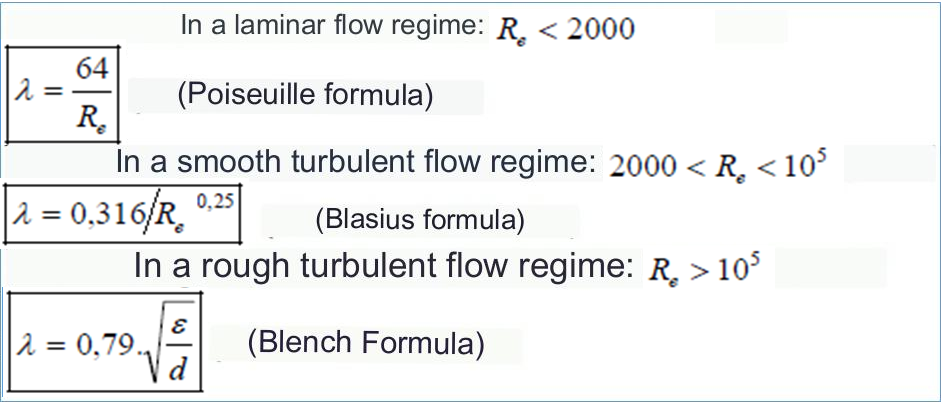 In a laminar flow regime: Rₑ < 2000
λ = 64/Rₑ (Poiseuille formula)
In a smooth turbulent flow regime: 2000 < Rₑ < 10⁵
λ = 0,316/Rₑ ^0,25 (Blasius formula)
In a rough turbulent flow regime: Rₑ > 10⁵
λ = 0,79.√(ε/d) (Blench Formula)